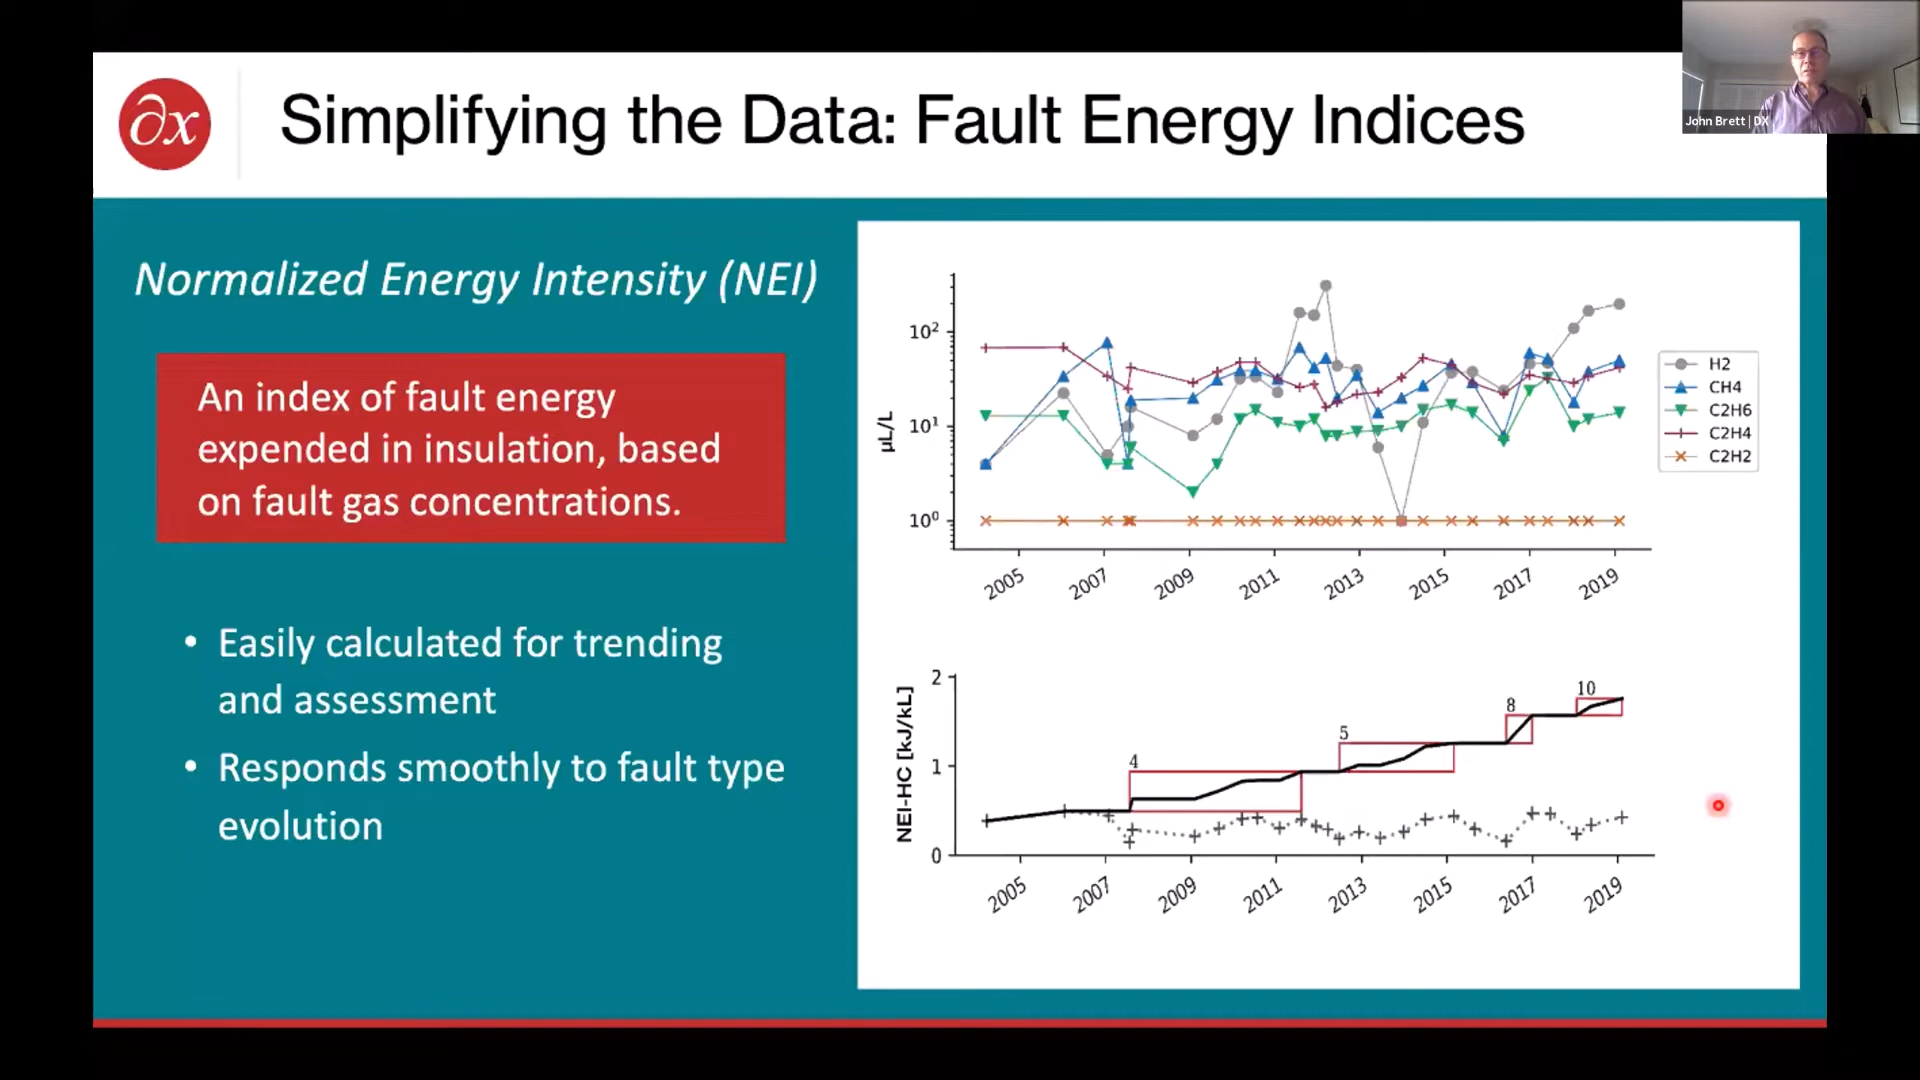 ∂x
Simplifying the Data: Fault Energy Indices
John Brett | DX
Normalized Energy Intensity (NEI)
An index of fault energy
expended in insulation, based
on fault gas concentrations.
• Easily calculated for trending
and assessment
• Responds smoothly to fault type
evolution
µL/L
10²
10¹
10⁰
2005
2007
2009
2011
2013
2015
2017
2019
H2
CH4
C2H6
C2H4
C2H2
NEI-HC [kJ/kL]
2
1
0
4
5
8
10
2005
2007
2009
2011
2013
2015
2017
2019